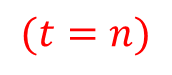 (t = n)